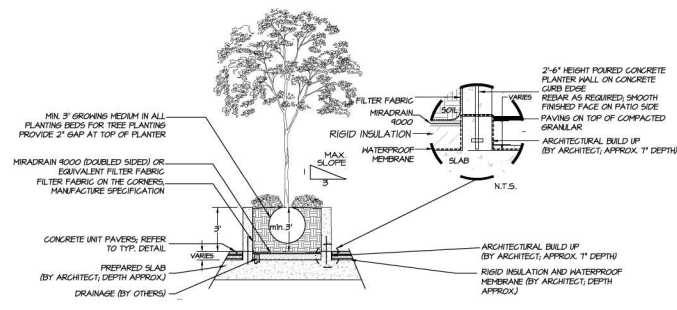 MIN. 3' GROWING MEDIUM IN ALL
PLANTING BEDS FOR TREE PLANTING
PROVIDE 2" GAP AT TOP OF PLANTER
MIRADRAIN 9000 (DOUBLED SIDED) OR
EQUIVALENT FILTER FABRIC
FILTER FABRIC ON THE CORNERS,
MANUFACTURE SPECIFICATION
CONCRETE UNIT PAVERS; REFER
TO TYP. DETAIL
VARIES
PREPARED SLAB
(BY ARCHITECT; DEPTH APPROX.)
DRAINAGE (BY OTHERS)
3'
min. 3'
MAX.
SLOPE
1
3
FILTER FABRIC
MIRADRAIN
9000
RIGID INSULATION
WATERPROOF
MEMBRANE
SOIL
SLAB
VARIES
N.T.S.
2'-6" HEIGHT POURED CONCRETE
PLANTER WALL ON CONCRETE
CURB EDGE
REBAR AS REQUIRED; SMOOTH
FINISHED FACE ON PATIO SIDE
PAVING ON TOP OF COMPACTED
GRANULAR
ARCHITECTURAL BUILD UP
(BY ARCHITECT; APPROX. 7" DEPTH)
ARCHITECTURAL BUILD UP
(BY ARCHITECT; APPROX. 7" DEPTH)
RIGID INSULATION AND WATERPROOF
MEMBRANE (BY ARCHITECT; DEPTH
APPROX.)